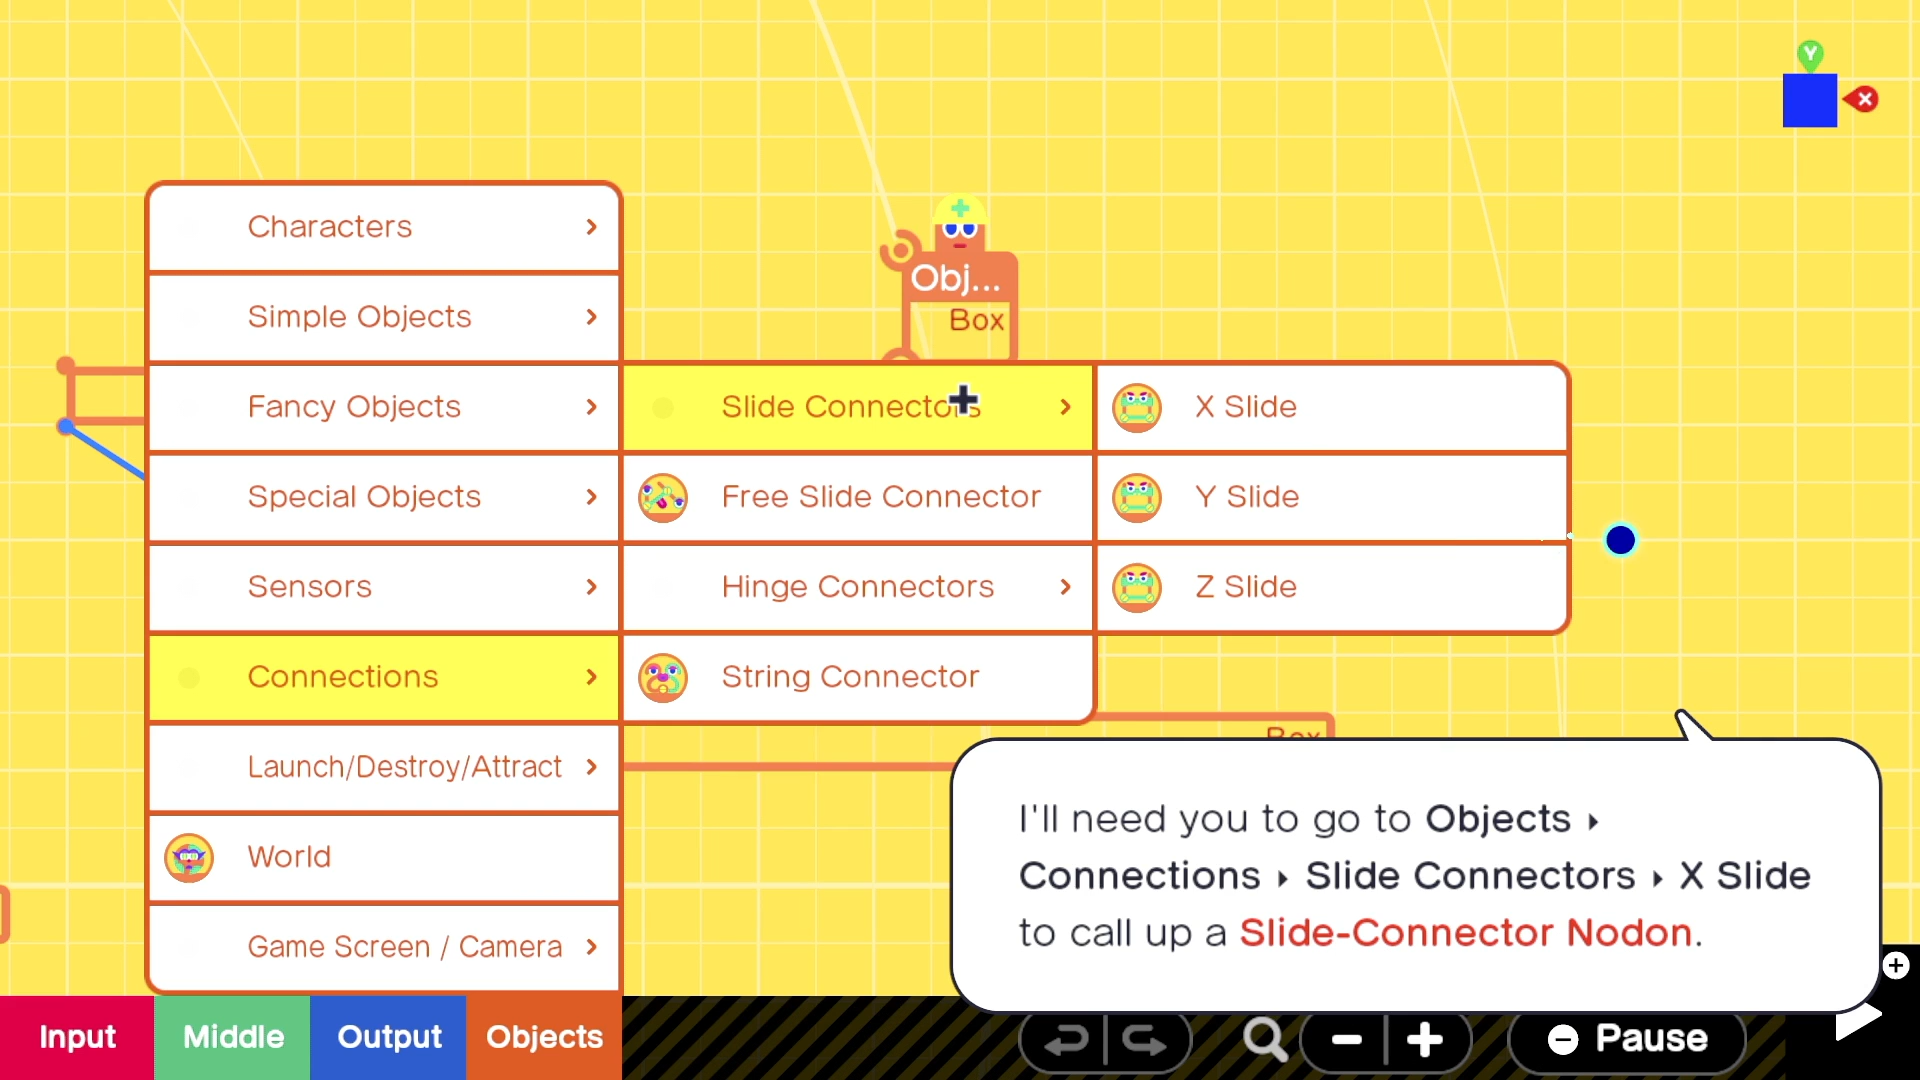 Y
X
Characters
Simple Objects
Fancy Objects
Special Objects
Sensors
Connections
Launch/Destroy/Attract
World
Game Screen / Camera
Obj...
Box
Slide Connectors
Free Slide Connector
Hinge Connectors
String Connector
X Slide
Y Slide
Z Slide
Box
I'll need you to go to Objects ▸
Connections ▸ Slide Connectors ▸ X Slide
to call up a Slide-Connector Nodon.
Input
Middle
Output
Objects
Pause